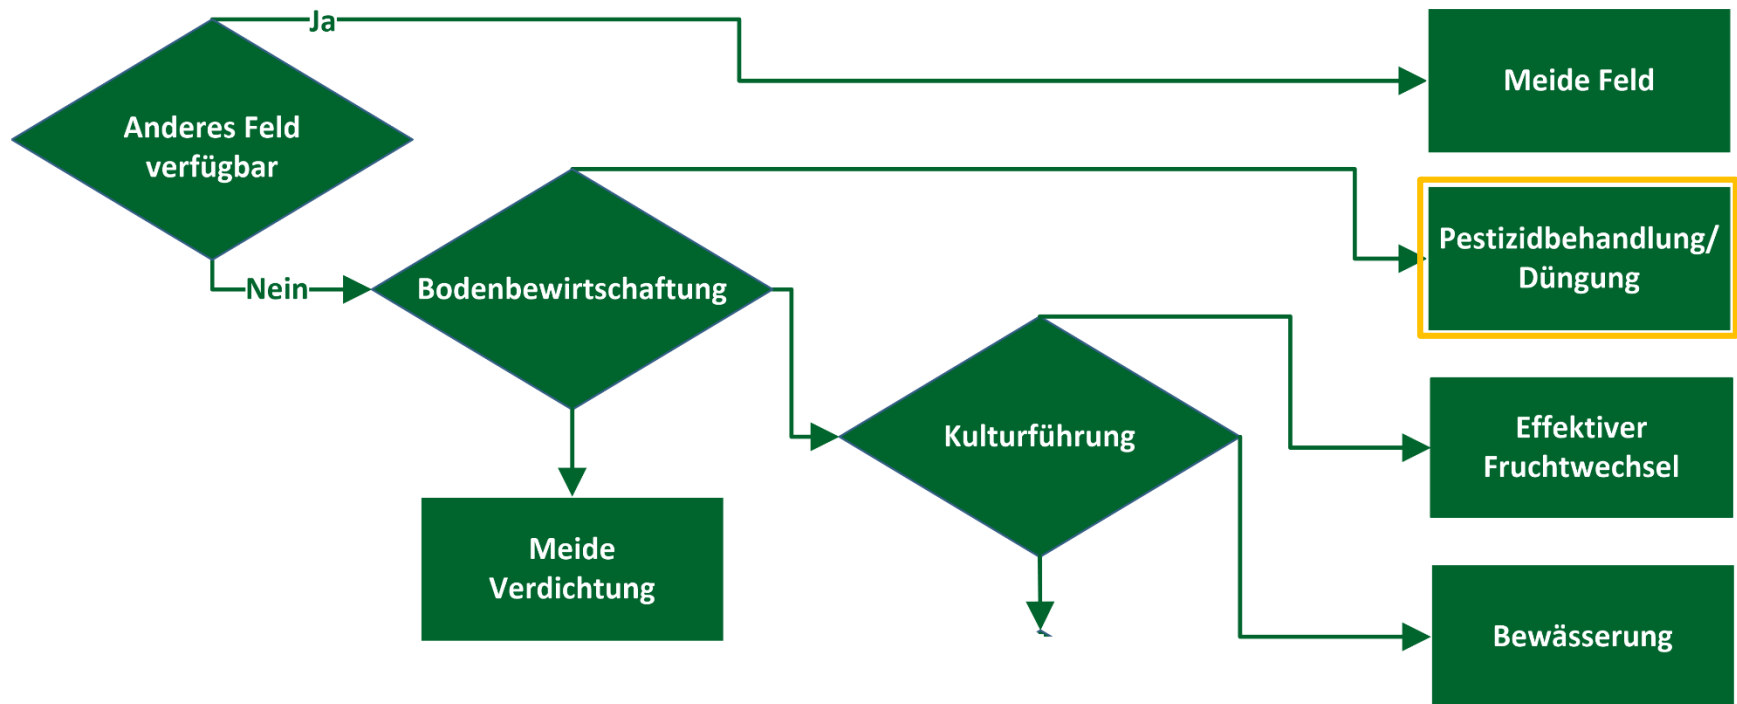 Ja
Meide Feld
Anderes Feld
verfügbar
Pestizidbehandlung/
Düngung
Nein
Bodenbewirtschaftung
Kulturführung
Effektiver
Fruchtwechsel
Meide
Verdichtung
Bewässerung